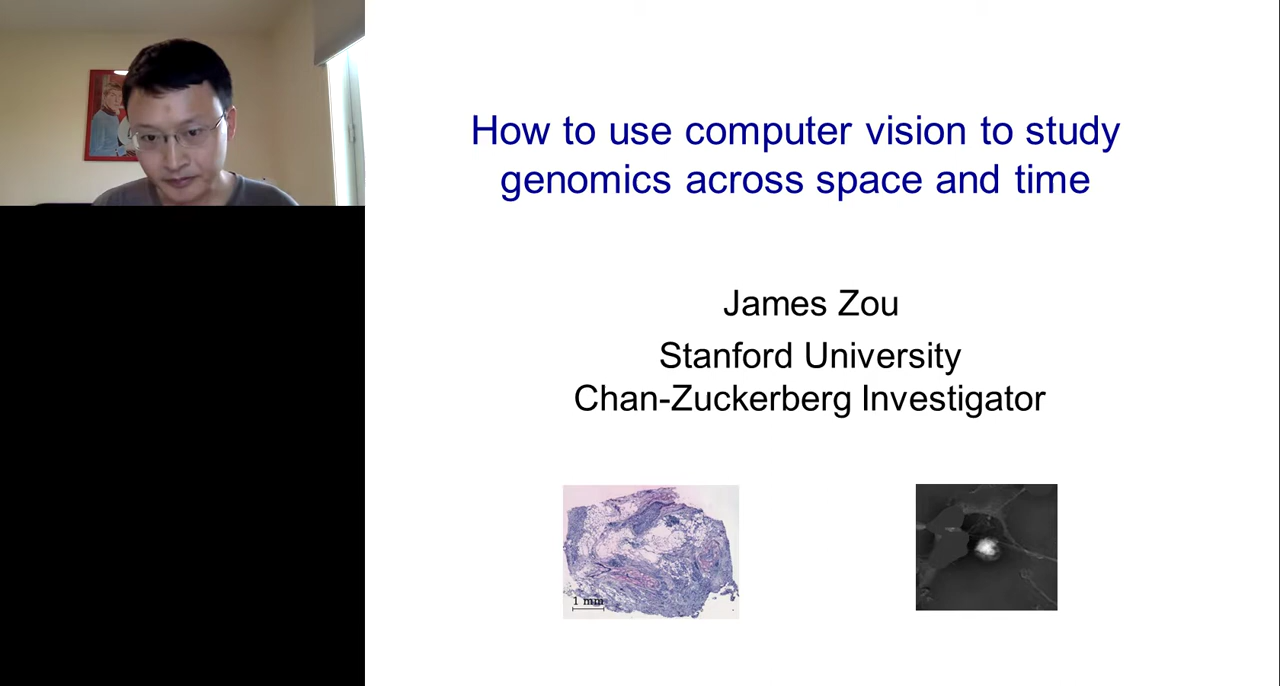 How to use computer vision to study
genomics across space and time
James Zou
Stanford University
Chan-Zuckerberg Investigator
1 mm